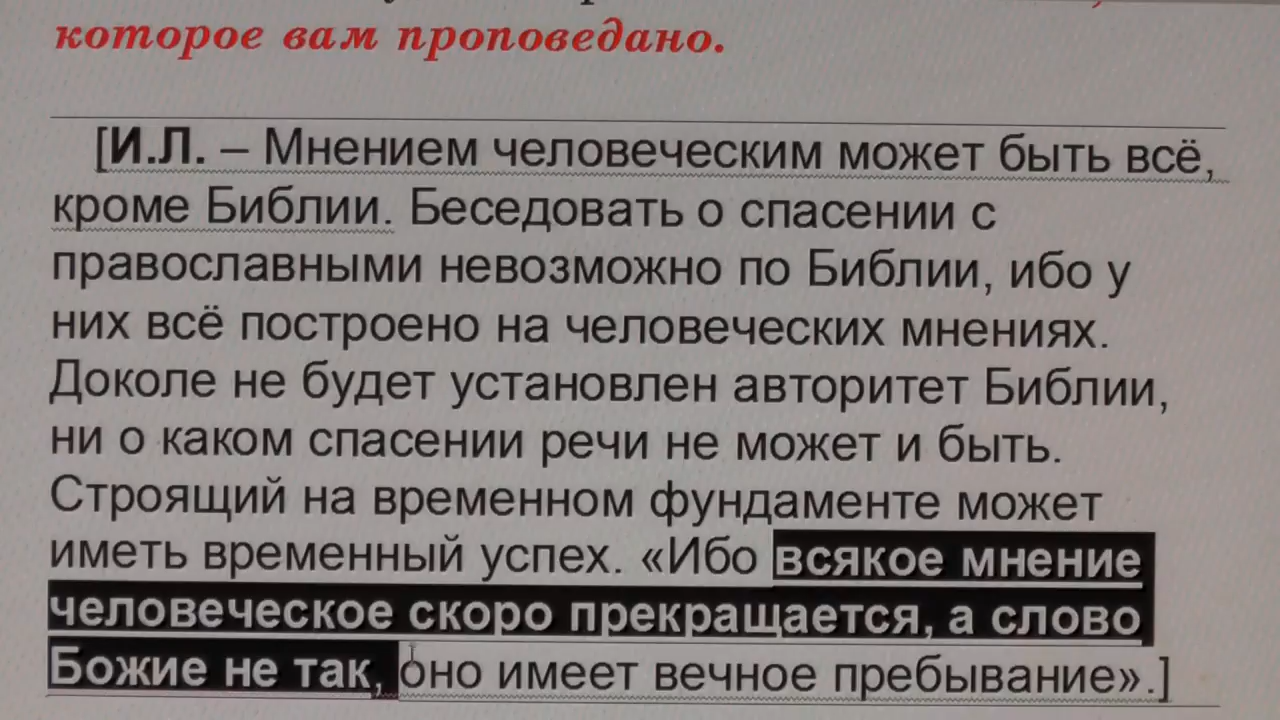 которое вам проповедано.
[И.Л. – Мнением человеческим может быть всё,
кроме Библии. Беседовать о спасении с
православными невозможно по Библии, ибо у
них всё построено на человеческих мнениях.
Доколе не будет установлен авторитет Библии,
ни о каком спасении речи не может и быть.
Строящий на временном фундаменте может
иметь временный успех. «Ибо всякое мнение
человеческое скоро прекращается, а слово
Божие не так, оно имеет вечное пребывание».]